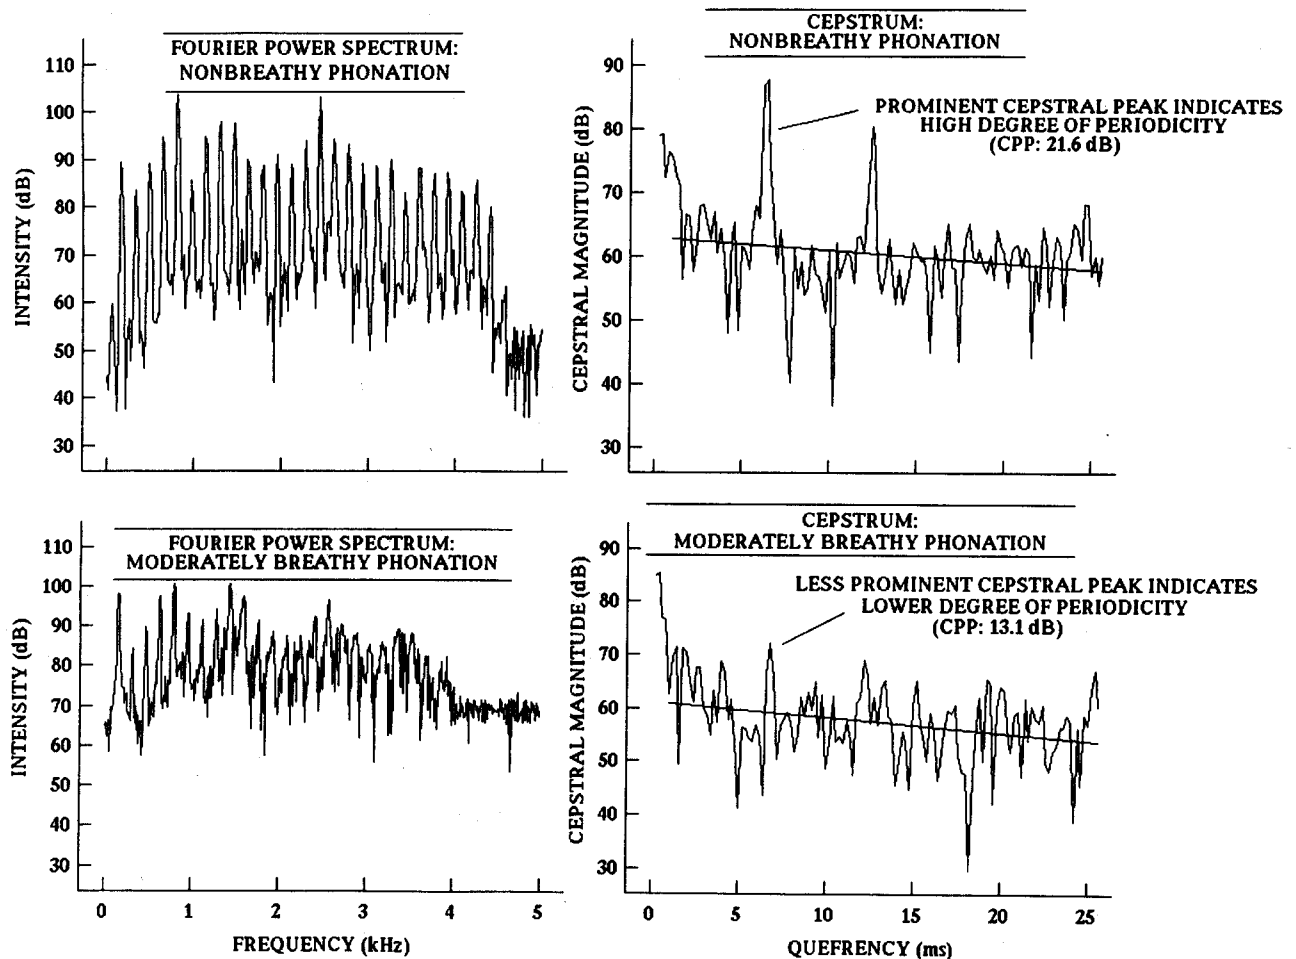 FOURIER POWER SPECTRUM:
NONBREATHY PHONATION
110
100
90
80
70
60
50
40
30
INTENSITY (dB)
CEPSTRUM:
NONBREATHY PHONATION
90
80
70
60
50
40
30
CEPSTRAL MAGNITUDE (dB)
PROMINENT CEPSTRAL PEAK INDICATES
HIGH DEGREE OF PERIODICITY
(CPP: 21.6 dB)
FOURIER POWER SPECTRUM:
MODERATELY BREATHY PHONATION
110
100
90
80
70
60
50
40
30
INTENSITY (dB)
0 1 2 3 4 5
FREQUENCY (kHz)
CEPSTRUM:
MODERATELY BREATHY PHONATION
90
80
70
60
50
40
30
CEPSTRAL MAGNITUDE (dB)
LESS PROMINENT CEPSTRAL PEAK INDICATES
LOWER DEGREE OF PERIODICITY
(CPP: 13.1 dB)
0 5 10 15 20 25
QUEFRENCY (ms)